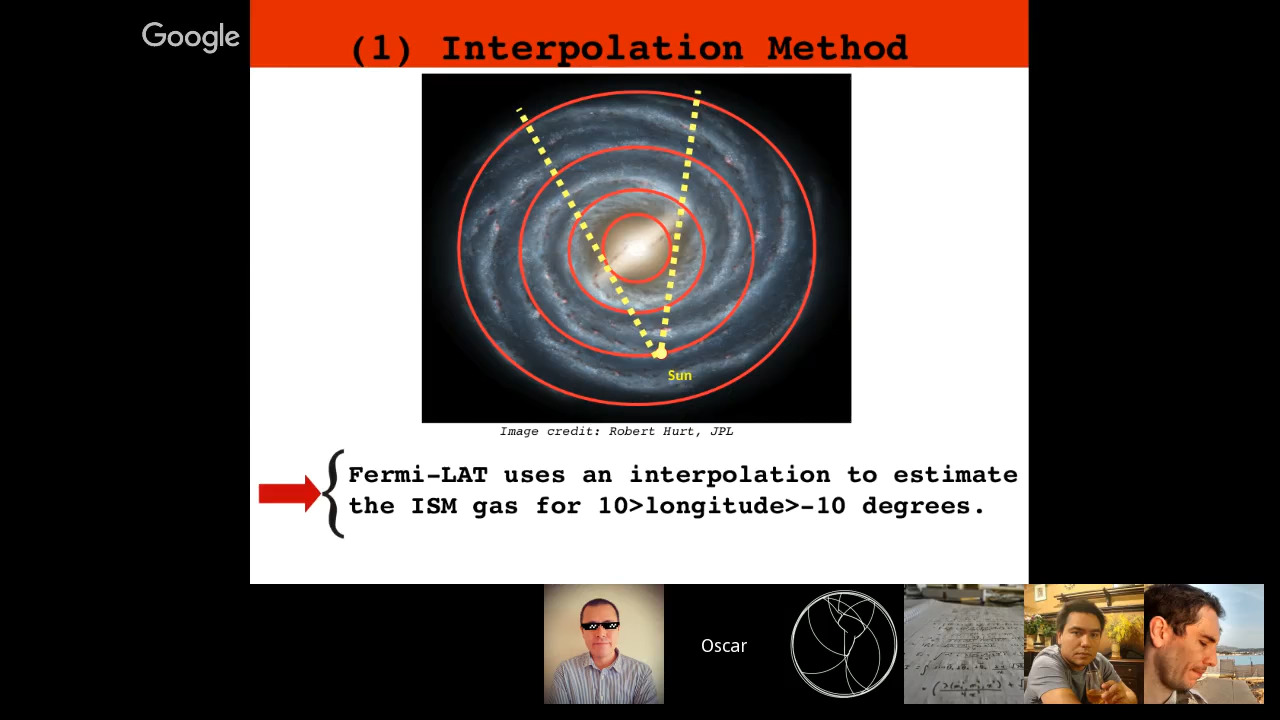 Google
(1) Interpolation Method
Sun
Image credit: Robert Hurt, JPL
Fermi-LAT uses an interpolation to estimate
the ISM gas for 10>longitude>-10 degrees.
Oscar